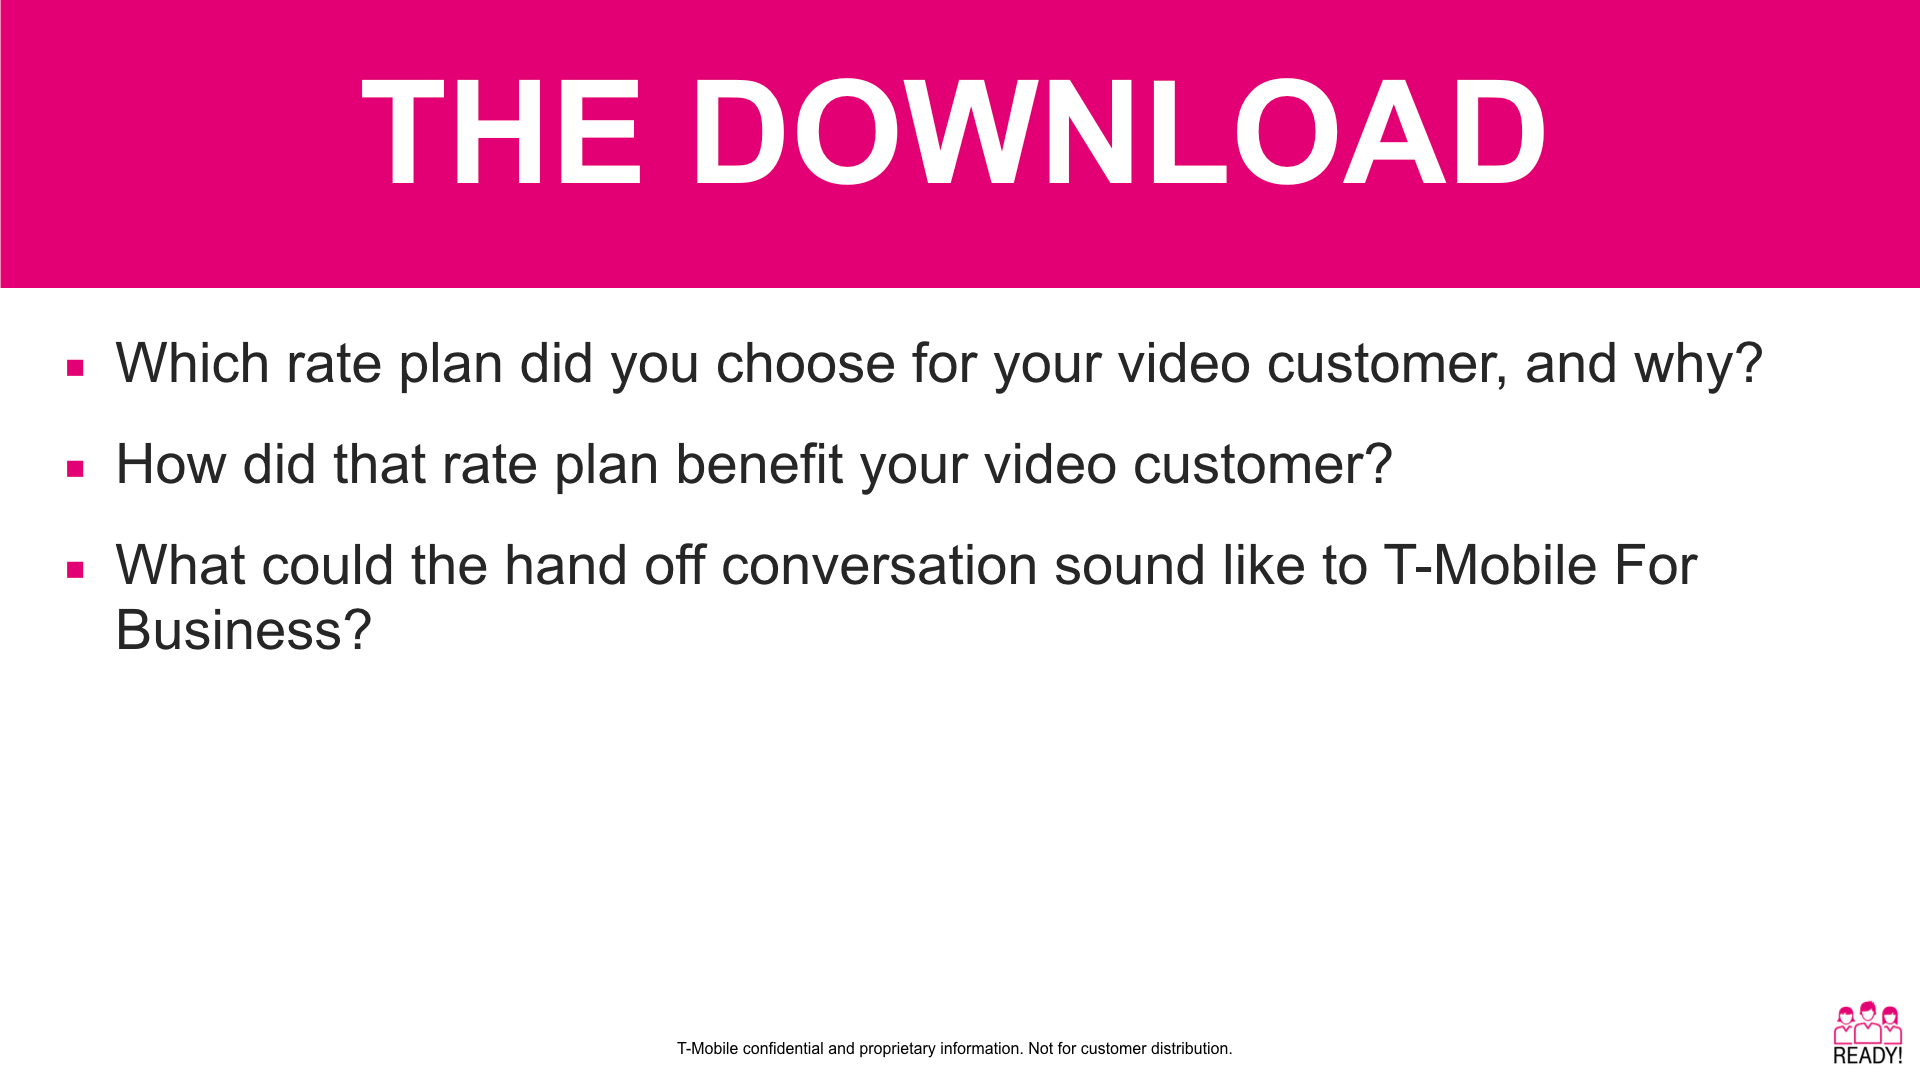 THE DOWNLOAD
Which rate plan did you choose for your video customer, and why?
How did that rate plan benefit your video customer?
What could the hand off conversation sound like to T-Mobile For
Business?
T-Mobile confidential and proprietary information. Not for customer distribution.
READY!